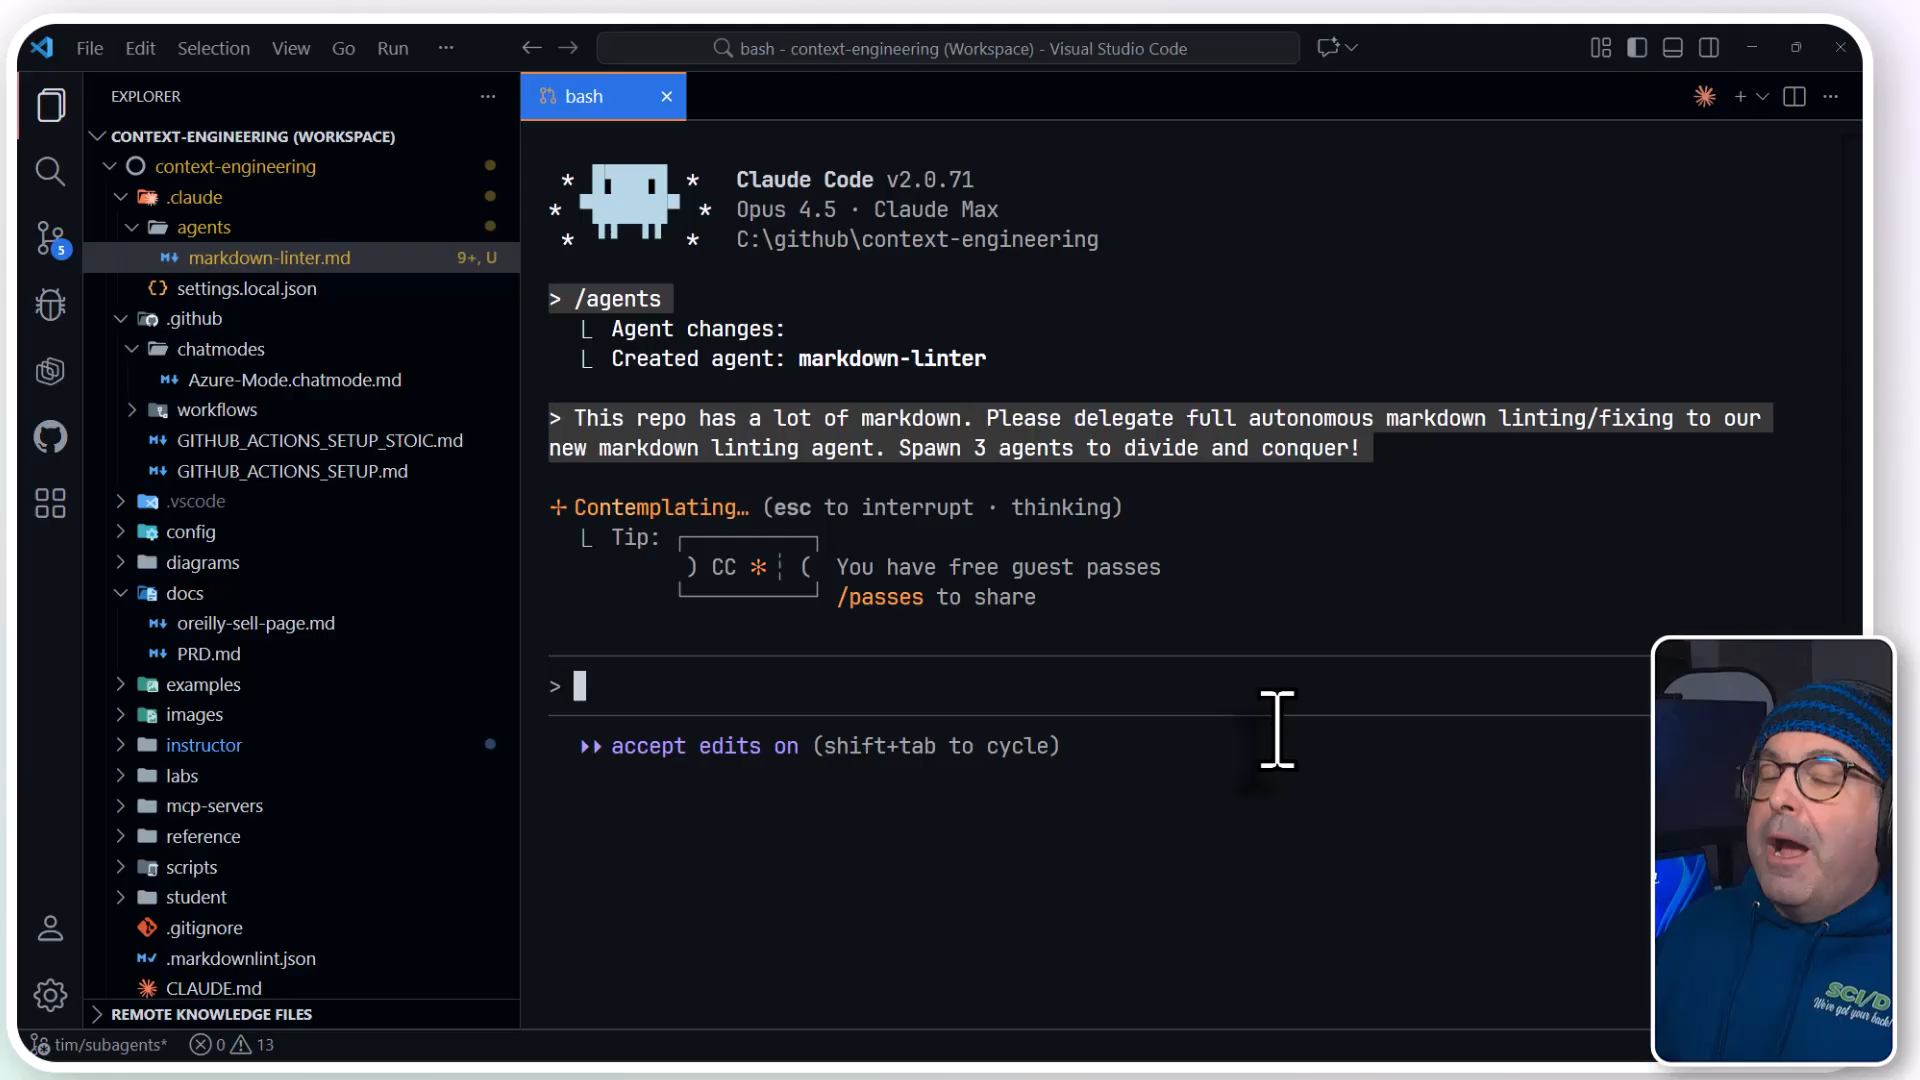 File Edit Selection View Go Run ···
bash - context-engineering (Workspace) - Visual Studio Code
EXPLORER
bash
CONTEXT-ENGINEERING (WORKSPACE)
context-engineering
.claude
agents
markdown-linter.md 9+, U
settings.local.json
.github
chatmodes
Azure-Mode.chatmode.md
workflows
GITHUB_ACTIONS_SETUP_STOIC.md
GITHUB_ACTIONS_SETUP.md
.vscode
config
diagrams
docs
oreilly-sell-page.md
PRD.md
examples
images
instructor
labs
mcp-servers
reference
scripts
student
.gitignore
.markdownlint.json
CLAUDE.md
REMOTE KNOWLEDGE FILES
5
tim/subagents* 0 13
Claude Code v2.0.71
Opus 4.5 · Claude Max
C:\github\context-engineering
> /agents
Agent changes:
Created agent: markdown-linter
> This repo has a lot of markdown. Please delegate full autonomous markdown linting/fixing to our
new markdown linting agent. Spawn 3 agents to divide and conquer!
Contemplating… (esc to interrupt · thinking)
Tip:
) CC * ¦ ( You have free guest passes
/passes to share
>
accept edits on (shift+tab to cycle)
SCI/D
We've got your back!